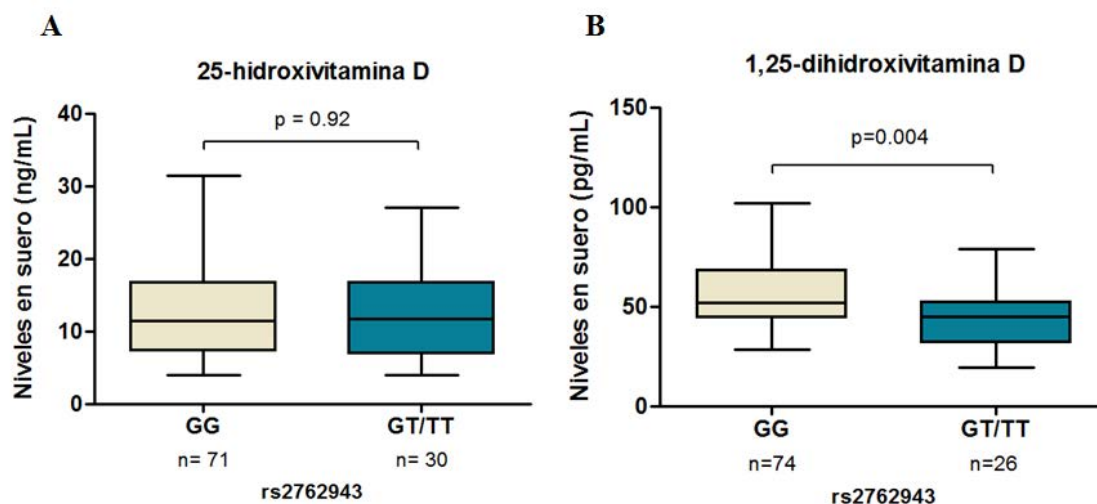 A
25-hidroxivitamina D
p = 0.92
Niveles en suero (ng/mL)
40
30
20
10
0
GG
GT/TT
n= 71
n= 30
rs2762943
B
1,25-dihidroxivitamina D
p=0.004
Niveles en suero (pg/mL)
150
100
50
0
GG
GT/TT
n=74
n=26
rs2762943